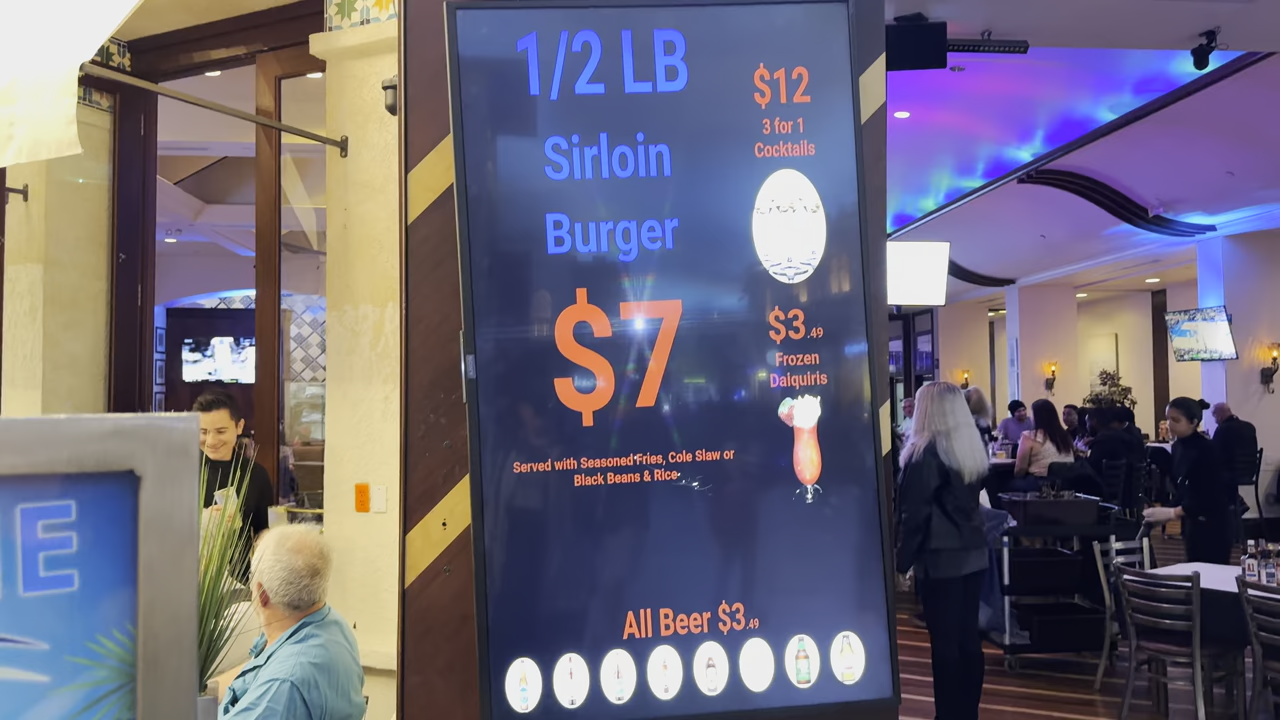 1/2 LB
Sirloin
Burger
$7
Served with Seasoned Fries, Cole Slaw or
Black Beans & Rice
$12
3 for 1
Cocktails
$3.49
Frozen
Daiquiris
All Beer $3.49
E